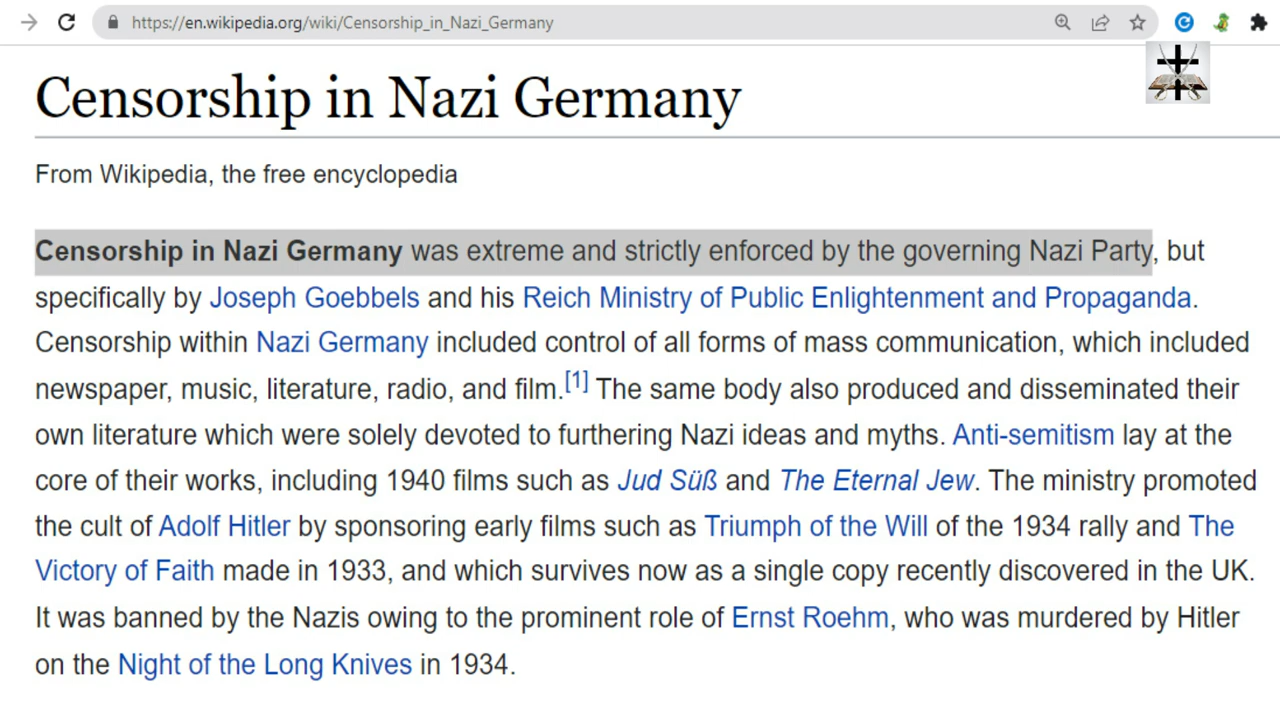 https://en.wikipedia.org/wiki/Censorship_in_Nazi_Germany
Censorship in Nazi Germany
From Wikipedia, the free encyclopedia
Censorship in Nazi Germany was extreme and strictly enforced by the governing Nazi Party, but
specifically by Joseph Goebbels and his Reich Ministry of Public Enlightenment and Propaganda.
Censorship within Nazi Germany included control of all forms of mass communication, which included
newspaper, music, literature, radio, and film.[1] The same body also produced and disseminated their
own literature which were solely devoted to furthering Nazi ideas and myths. Anti-semitism lay at the
core of their works, including 1940 films such as Jud Süß and The Eternal Jew. The ministry promoted
the cult of Adolf Hitler by sponsoring early films such as Triumph of the Will of the 1934 rally and The
Victory of Faith made in 1933, and which survives now as a single copy recently discovered in the UK.
It was banned by the Nazis owing to the prominent role of Ernst Roehm, who was murdered by Hitler
on the Night of the Long Knives in 1934.